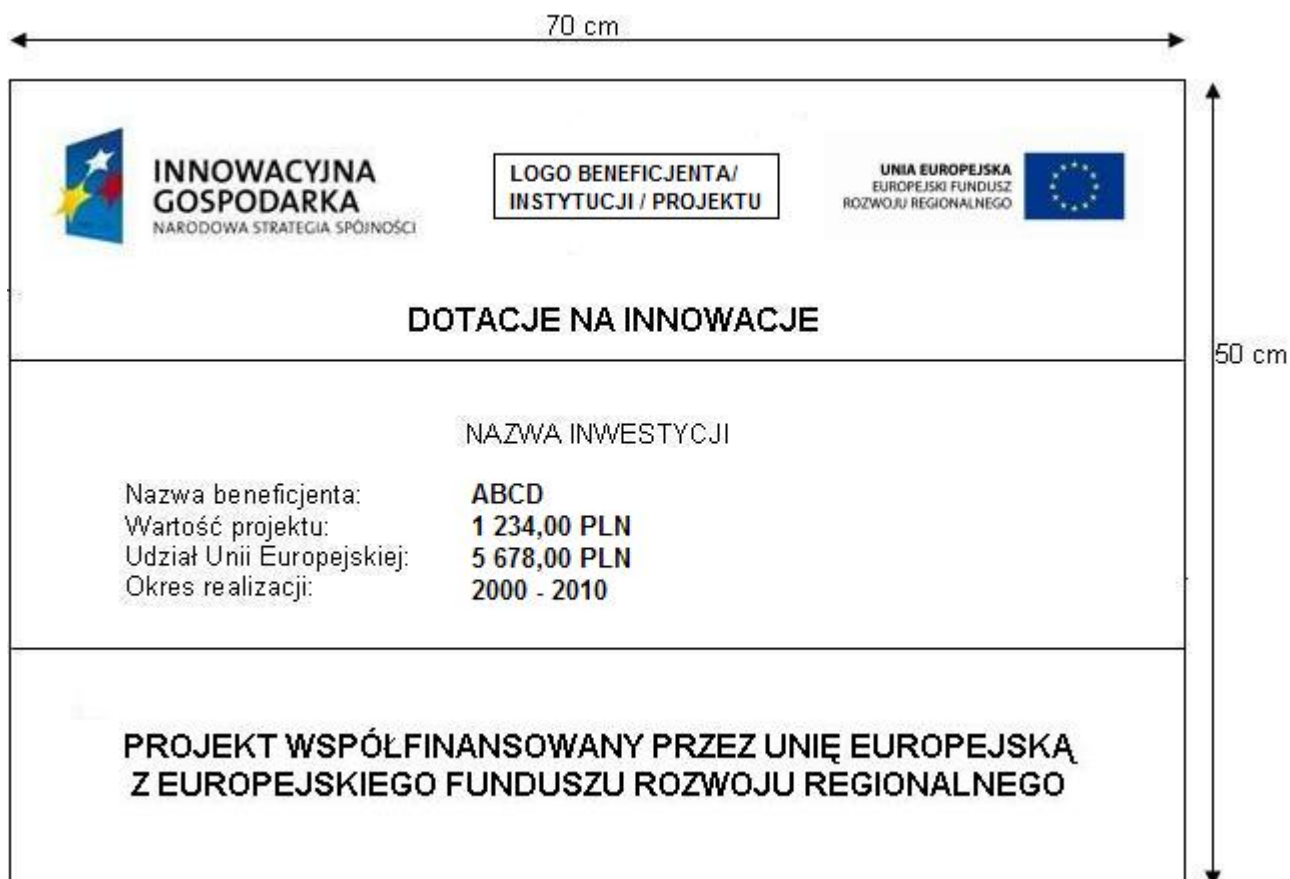 70 cm
INNOWACYJNA
GOSPODARKA
NARODOWA STRATEGIA SPÓJNOŚCI
LOGO BENEFICJENTA/
INSTYTUCJI / PROJEKTU
UNIA EUROPEJSKA
EUROPEJSKI FUNDUSZ
ROZWOJU REGIONALNEGO
DOTACJE NA INNOWACJE
50 cm
NAZWA INWESTYCJI
Nazwa beneficjenta: ABCD
Wartość projektu: 1 234,00 PLN
Udział Unii Europejskiej: 5 678,00 PLN
Okres realizacji: 2000 - 2010
PROJEKT WSPÓŁFINANSOWANY PRZEZ UNIĘ EUROPEJSKĄ
Z EUROPEJSKIEGO FUNDUSZU ROZWOJU REGIONALNEGO